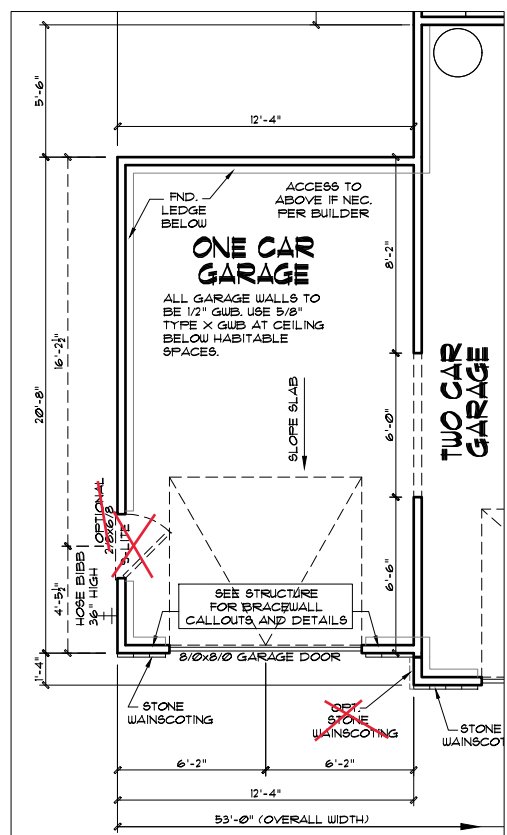 5'-6"
12'-4"
FND.
LEDGE
BELOW
ACCESS TO
ABOVE IF NEC.
PER BUILDER
ONE CAR
GARAGE
ALL GARAGE WALLS TO
BE 1/2" GWB. USE 5/8"
TYPE X GWB AT CEILING
BELOW HABITABLE
SPACES.
8'-2"
16'-2½"
20'-8"
SLOPE SLAB
6'-0"
TWO CAR
GARAGE
OPTIONAL
2/8x6/8
HOSE BIBB
36" HIGH
4'-5½"
6'-6"
SEE STRUCTURE
FOR BRACEWALL
CALLOUTS AND DETAILS
8/0x8/0 GARAGE DOOR
1'-4"
STONE
WAINSCOTING
OPT.
STONE
WAINSCOTING
STONE
WAINSCOT
6'-2"
6'-2"
12'-4"
53'-0" (OVERALL WIDTH)